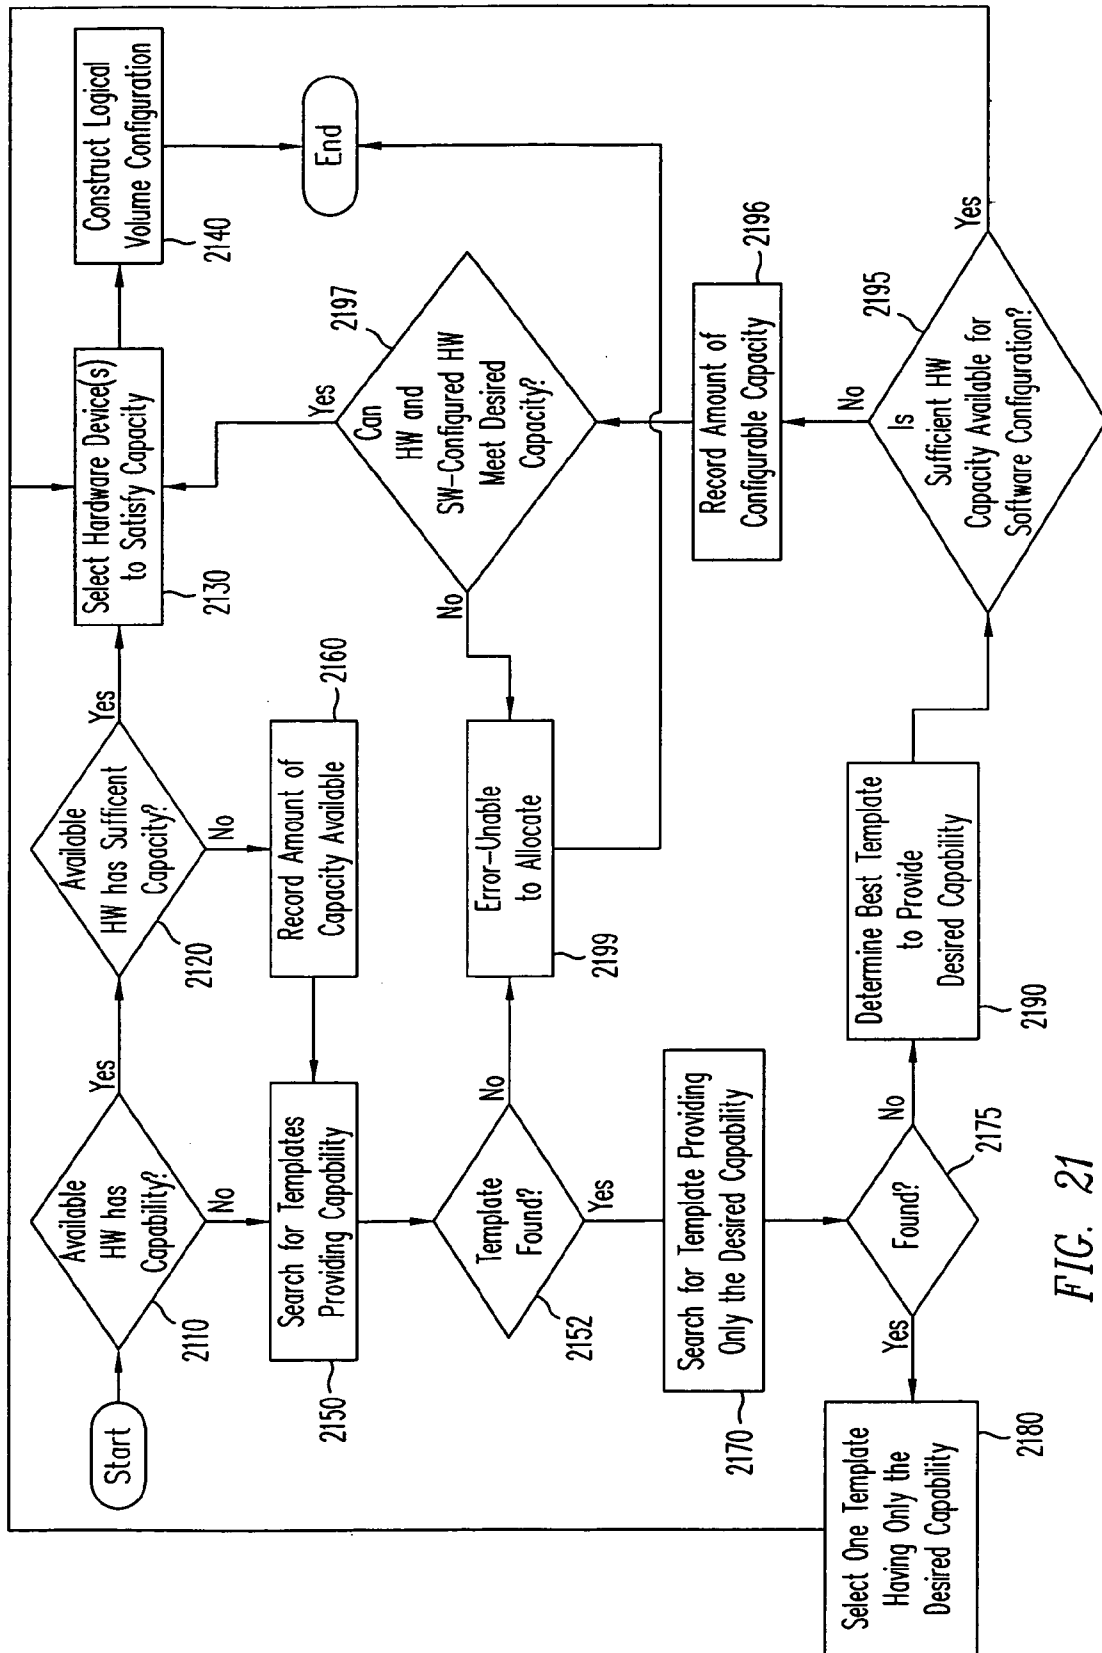 Start
Available
HW has
Capability?
2110
Yes
No
Available
HW has Sufficent
Capacity?
2120
Yes
No
Select Hardware Device(s)
to Satisfy Capacity
2130
Construct Logical
Volume Configuration
2140
End
Search for Templates
Providing Capability
2150
Record Amount of
Capacity Available
2160
Template
Found?
2152
No
Yes
Error-Unable
to Allocate
2199
Can
HW and
SW-Configured HW
Meet Desired
Capacity?
2197
Yes
No
Search for Template Providing
Only the Desired Capability
2170
Record Amount of
Configurable Capacity
2196
Select One Template
Having Only the
Desired Capability
2180
Yes
Found?
2175
No
Determine Best Template
to Provide
Desired Capability
2190
Is
Sufficient HW
Capacity Available for
Software Configuration?
2195
No
Yes
FIG. 21